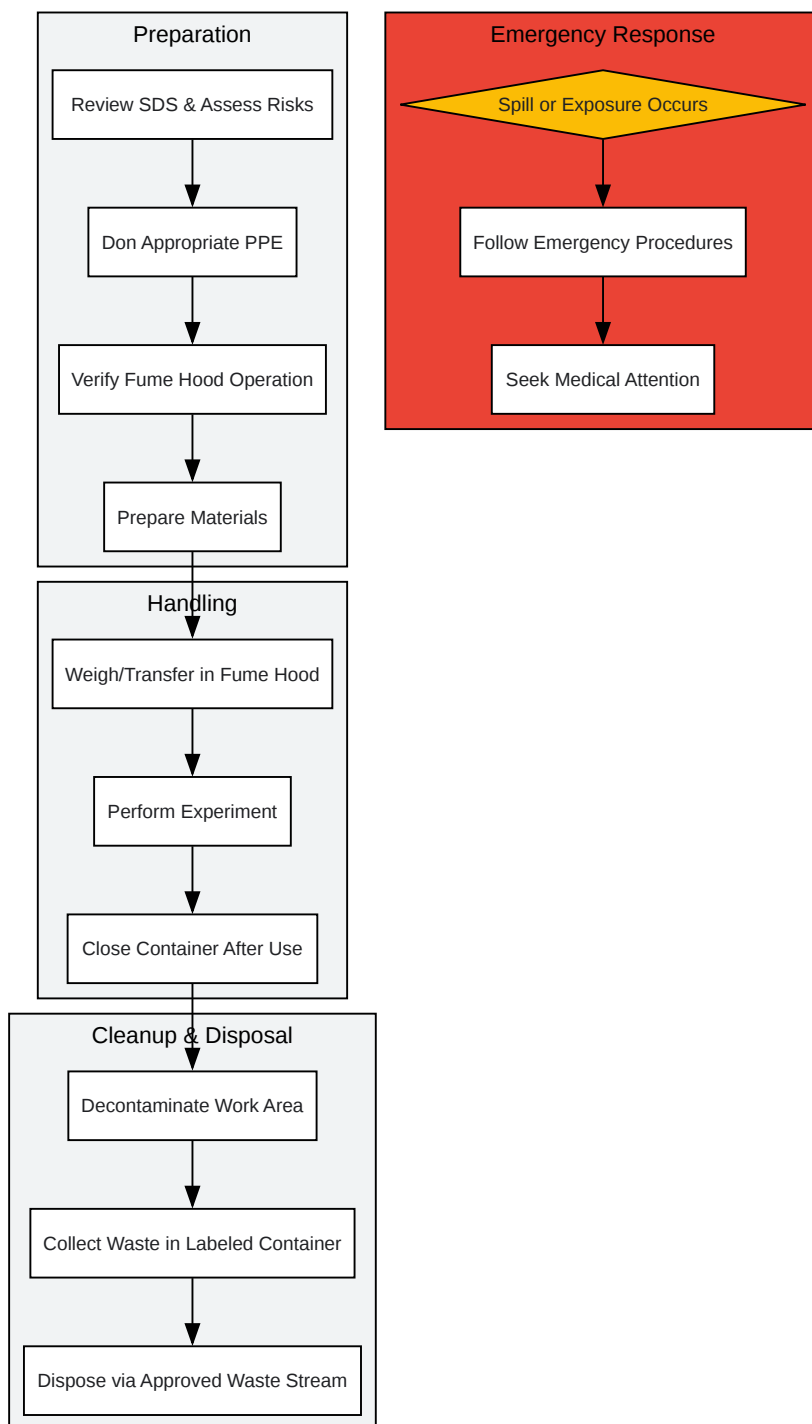 Preparation
Review SDS & Assess Risks
Don Appropriate PPE
Verify Fume Hood Operation
Prepare Materials
Handling
Weigh/Transfer in Fume Hood
Perform Experiment
Close Container After Use
Cleanup & Disposal
Decontaminate Work Area
Collect Waste in Labeled Container
Dispose via Approved Waste Stream
Emergency Response
Spill or Exposure Occurs
Follow Emergency Procedures
Seek Medical Attention